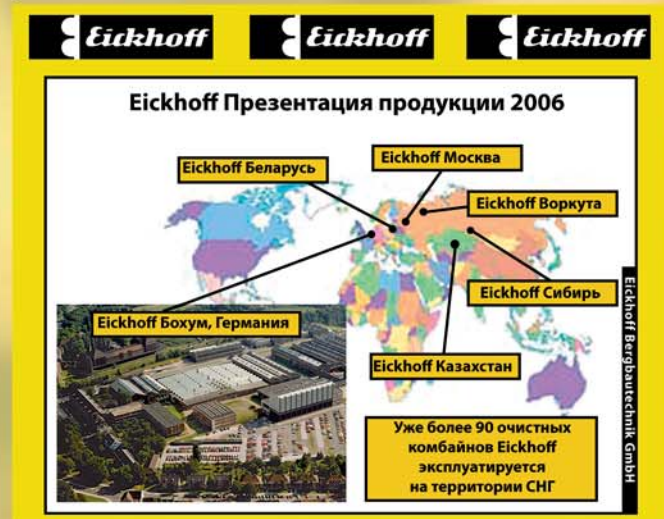 Eickhoff Eickhoff Eickhoff
Eickhoff Презентация продукции 2006
Eickhoff Москва
Eickhoff Беларусь
Eickhoff Воркута
Eickhoff Сибирь
Eickhoff Бохум, Германия
Eickhoff Казахстан
Уже более 90 очистных
комбайнов Eickhoff
эксплуатируется
на территории СНГ
Eickhoff Bergbautechnik GmbH